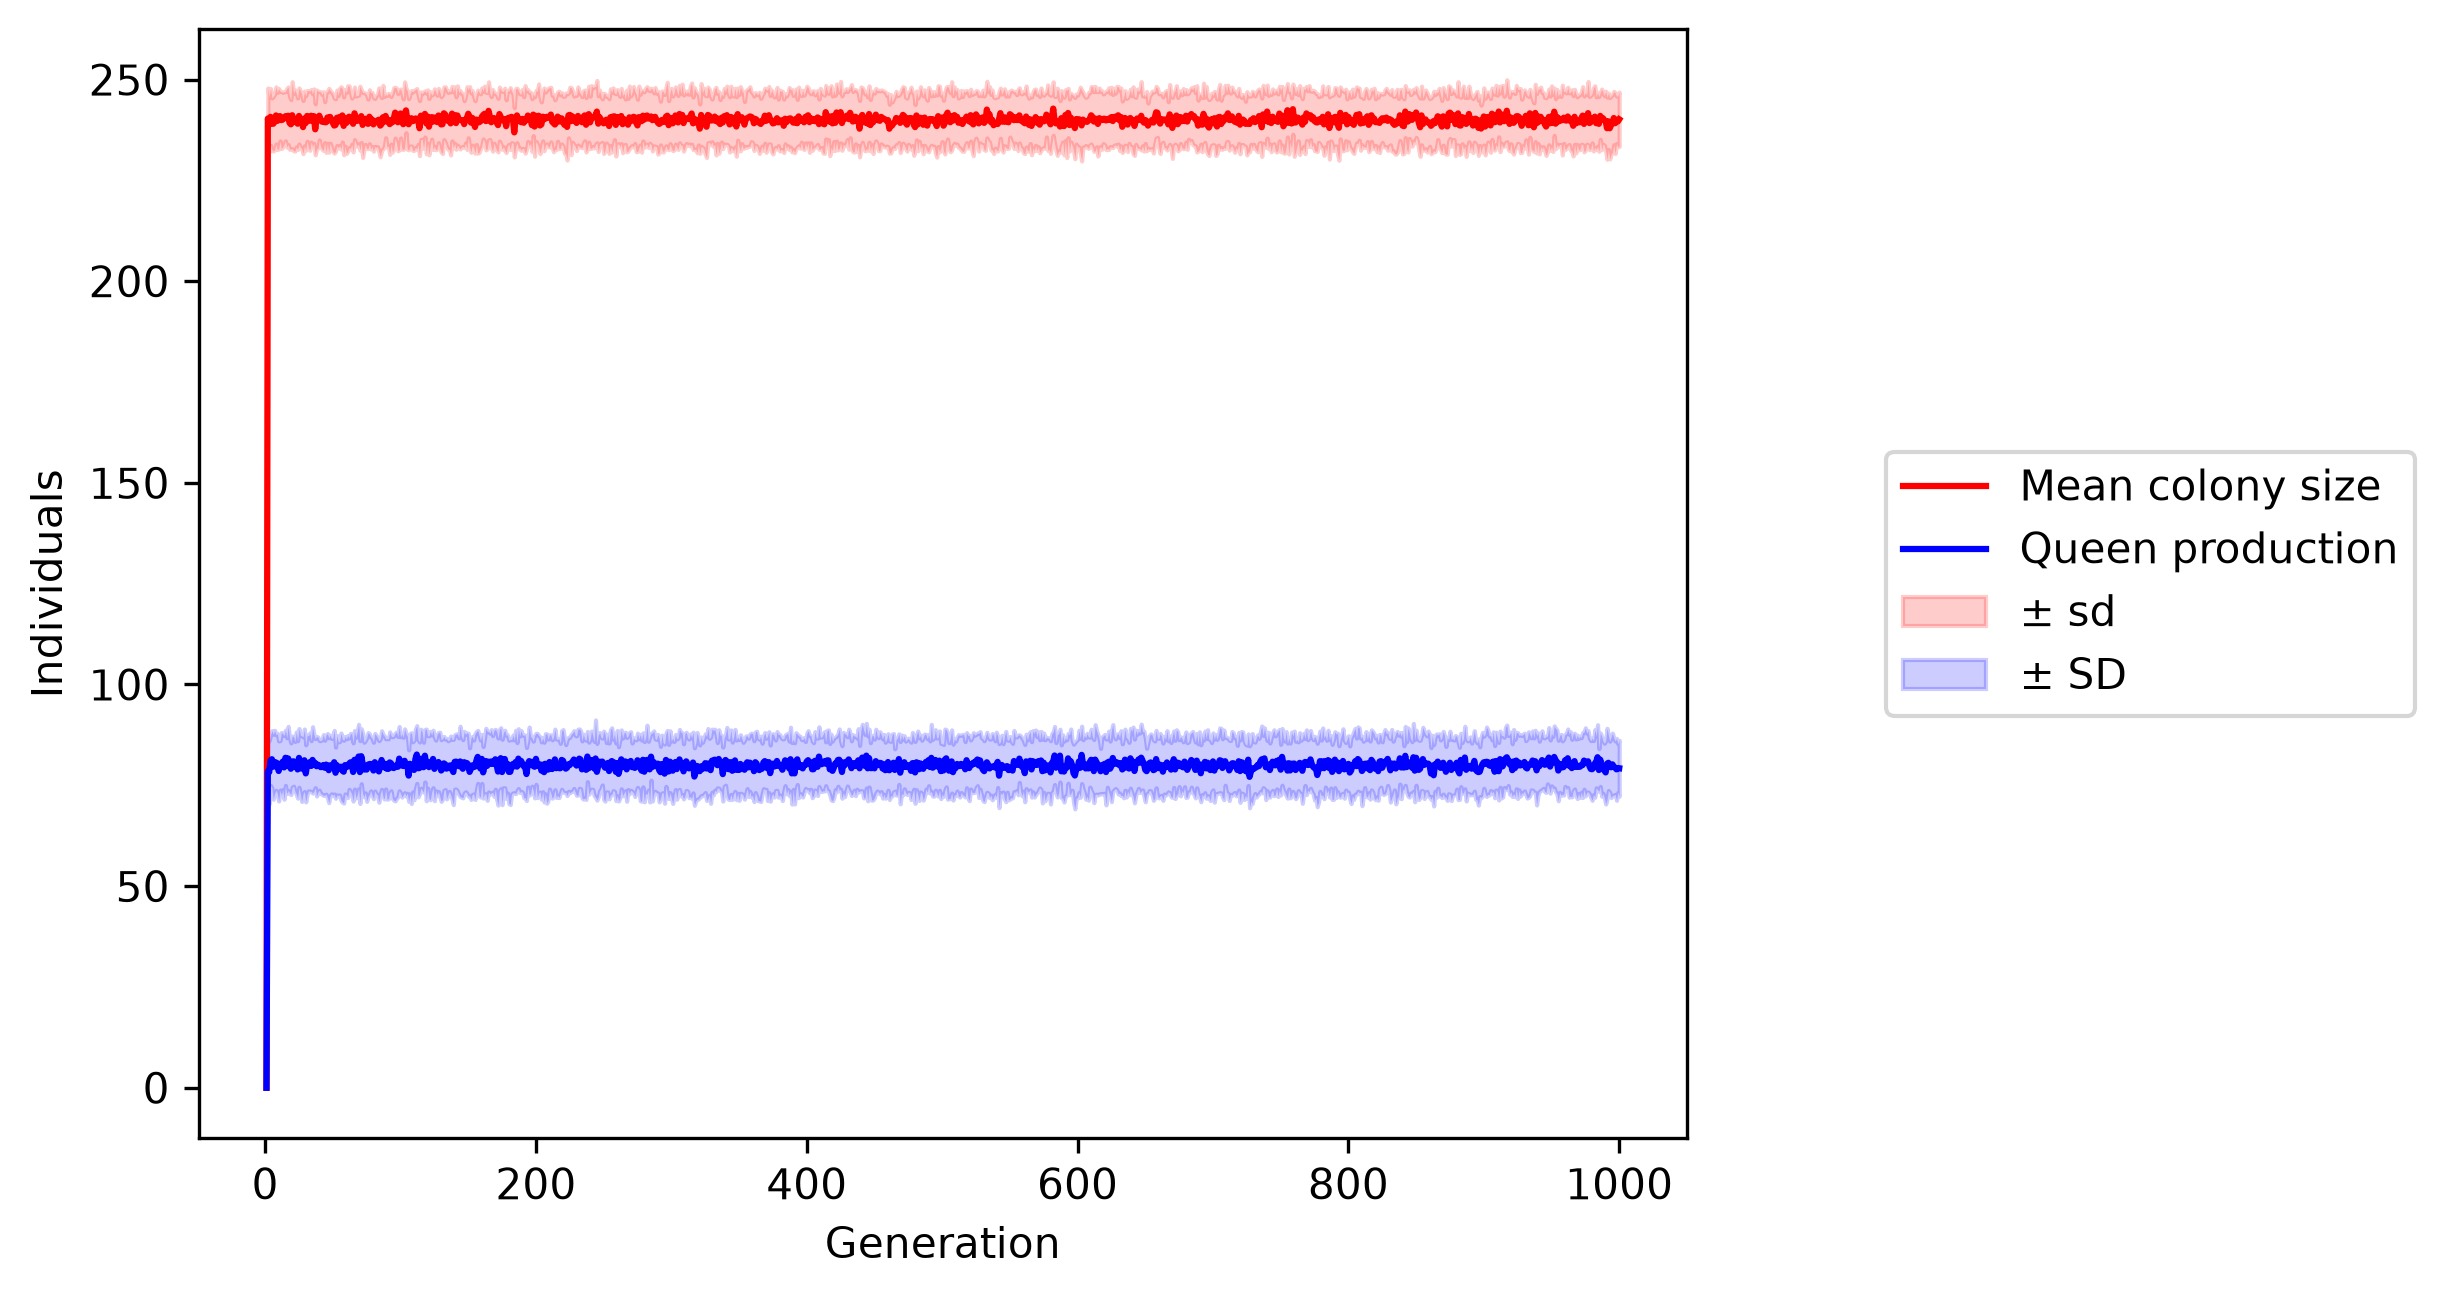 250
200
150
100
50
0
Individuals
0 200 400 600 800 1000
Generation
Mean colony size
Queen production
± sd
± SD